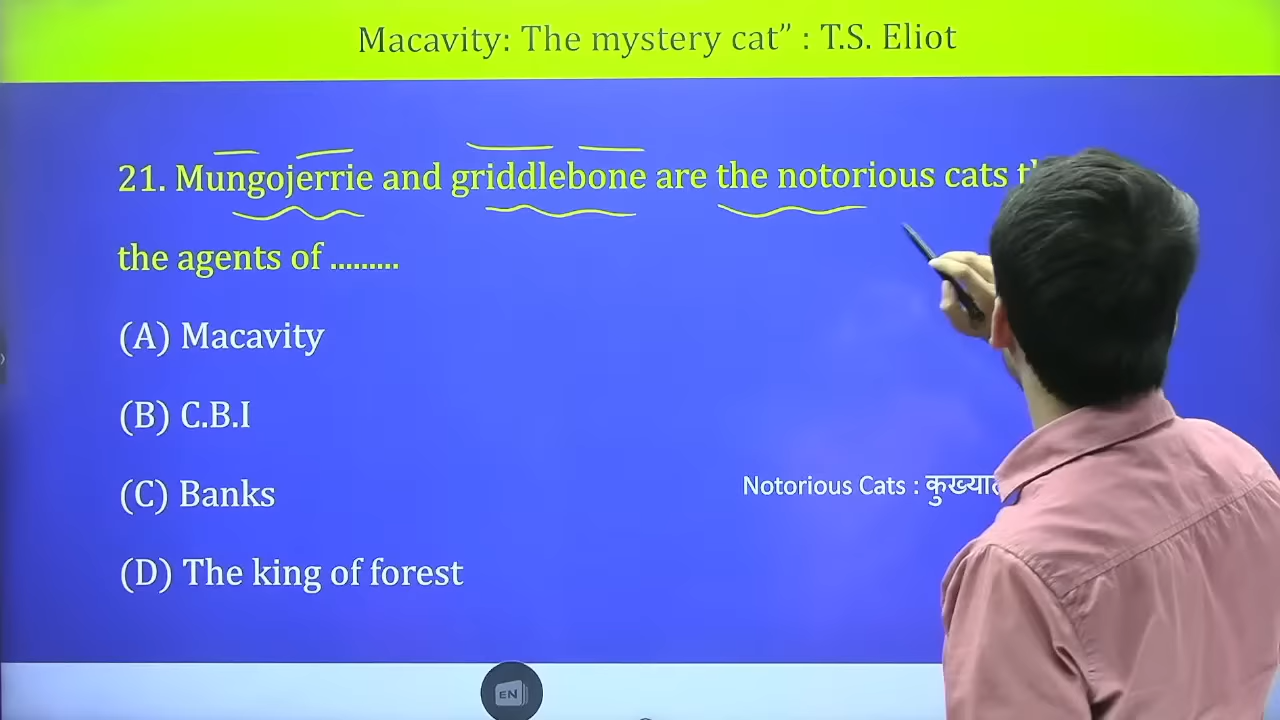 Macavity: The mystery cat” : T.S. Eliot
21. Mungojerrie and griddlebone are the notorious cats
the agents of .........
(A) Macavity
(B) C.B.I
(C) Banks
(D) The king of forest
Notorious Cats :
EN